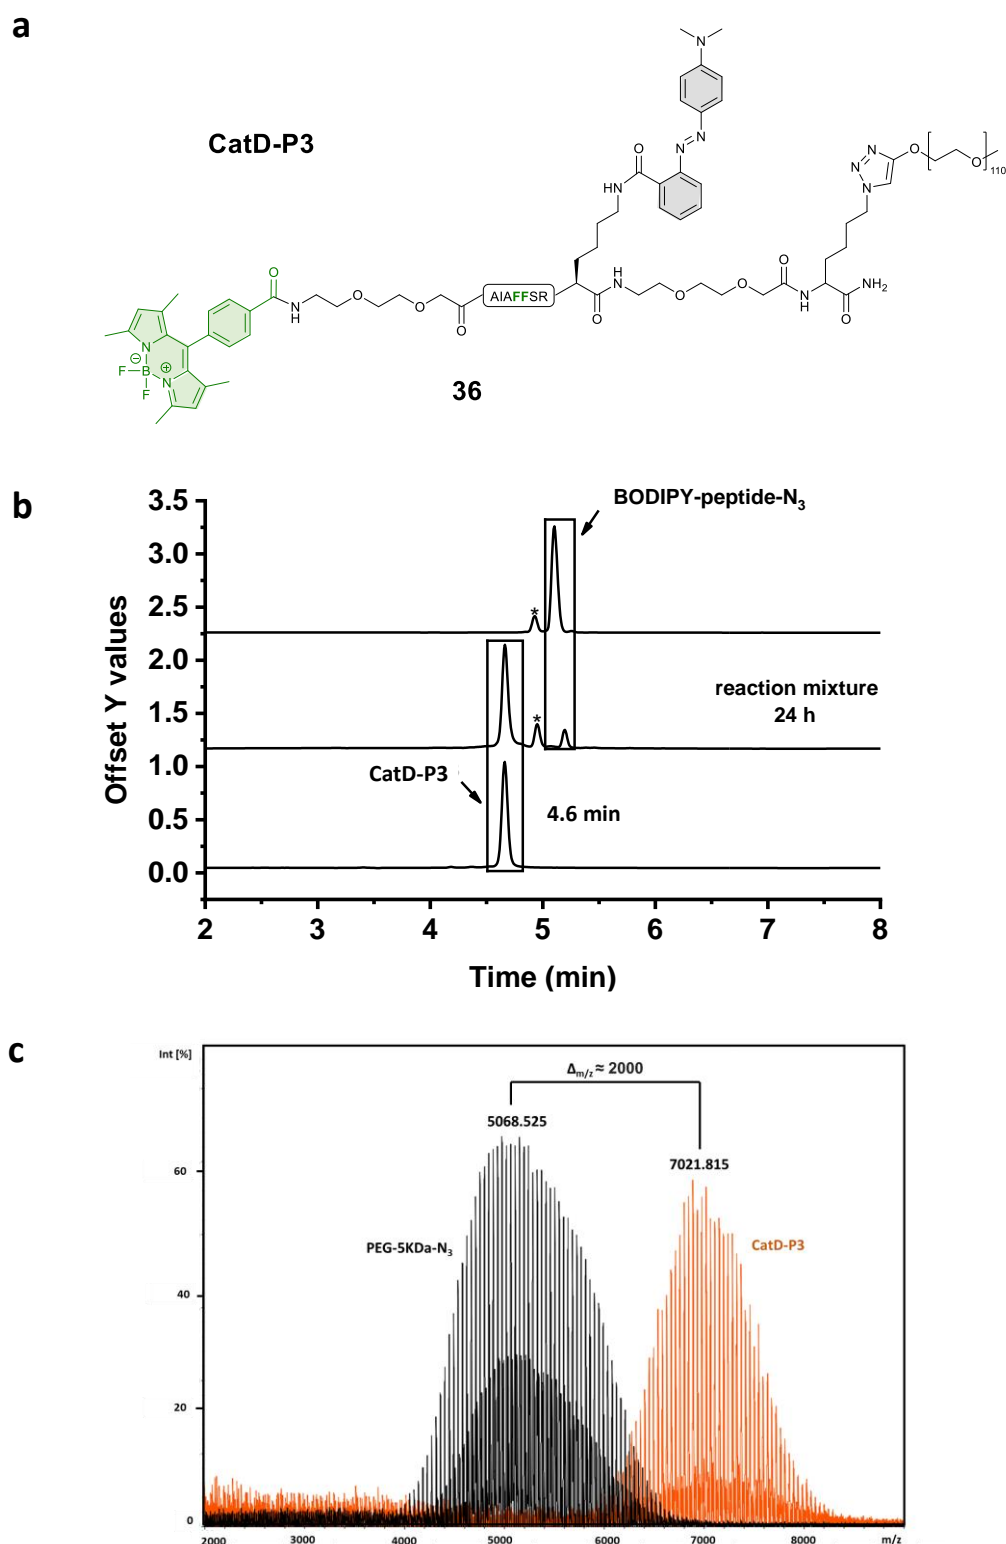 a
CatD-P3
N
N
N
O
HN
N
N
N
O
O
110
O
N
H
O
O
O
AIAFFSR
O
H
N
O
O
O
N
H
O
NH2
N
⊖
⊕
F
B
N
F
36
b
3.5
3.0
2.5
2.0
1.5
1.0
0.5
0.0
Offset Y values
BODIPY-peptide-N3
*
*
reaction mixture
24 h
CatD-P3
4.6 min
2 3 4 5 6 7 8
Time (min)
c
Int [%]
Δm/z ≈ 2000
5068.525
7021.815
60
PEG-5KDa-N3
CatD-P3
40
20
0
2000 3000 4000 5000 6000 7000 8000 m/z